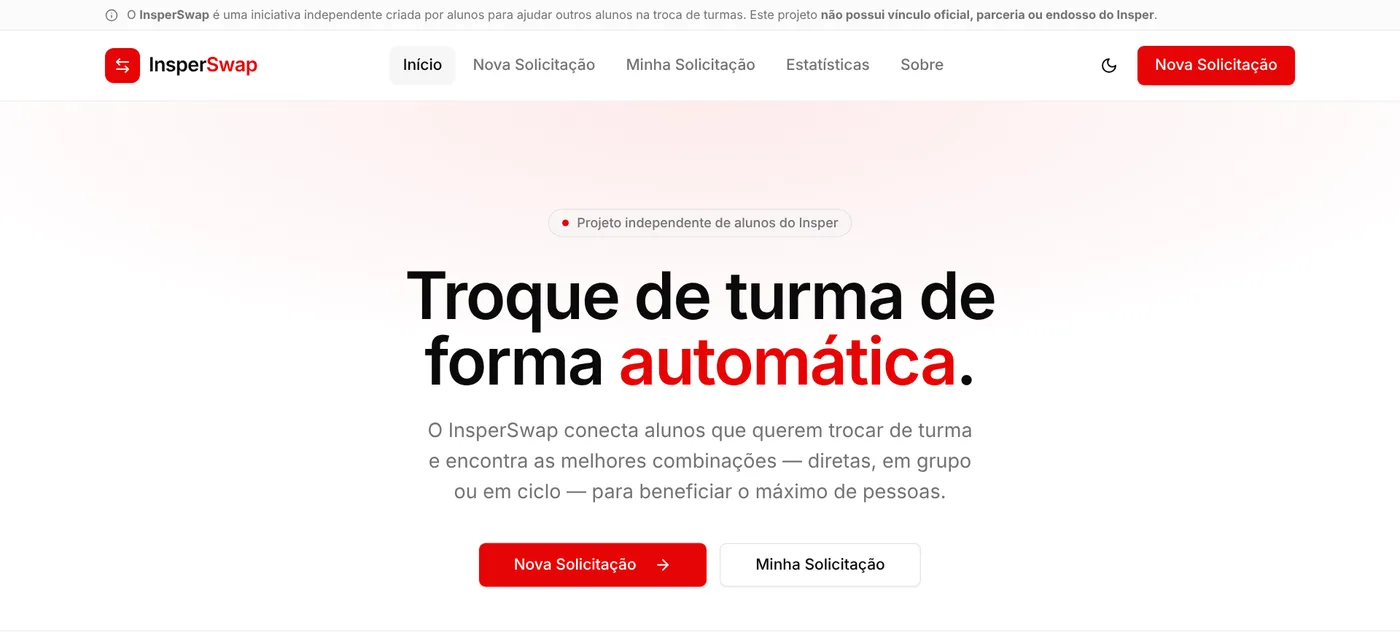 O InsperSwap é uma iniciativa independente criada por alunos para ajudar outros alunos na troca de turmas. Este projeto não possui vínculo oficial, parceria ou endosso do Insper.
InsperSwap
Início
Nova Solicitação
Minha Solicitação
Estatísticas
Sobre
Nova Solicitação
Projeto independente de alunos do Insper
Troque de turma de
forma automática.
O InsperSwap conecta alunos que querem trocar de turma
e encontra as melhores combinações — diretas, em grupo
ou em ciclo — para beneficiar o máximo de pessoas.
Nova Solicitação
Minha Solicitação